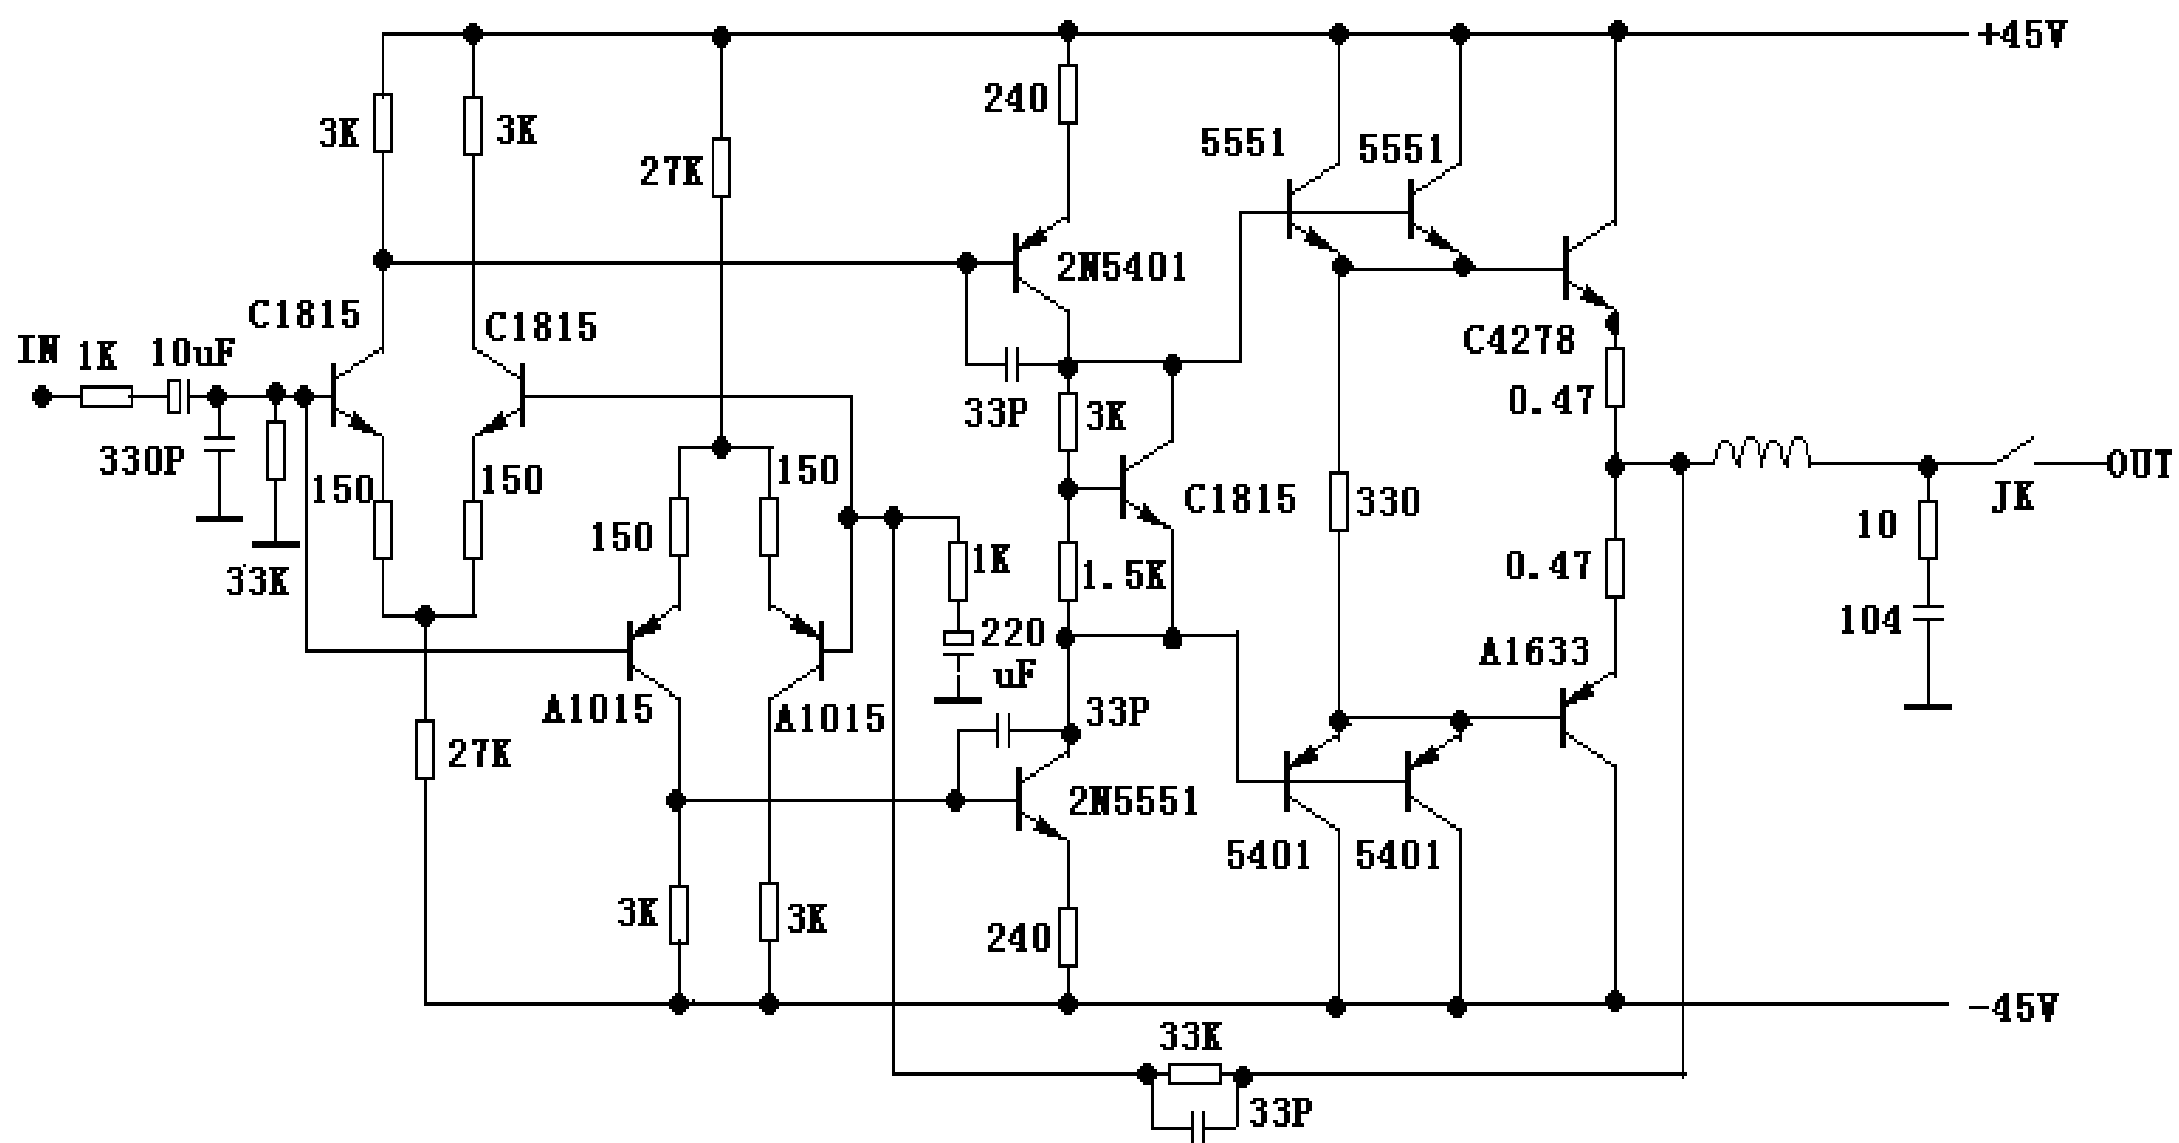 +45V
240
3K
3K
5551
5551
27K
2N5401
C1815
C1815
C4278
IN
1K
10uF
0.47
33P
3K
330P
150
150
150
OUT
C1815
330
JK
10
150
1K
0.47
33K
1.5K
104
220
uF
A1633
A1015
A1015
33P
27K
2N5551
5401
5401
3K
3K
240
-45V
33K
33P